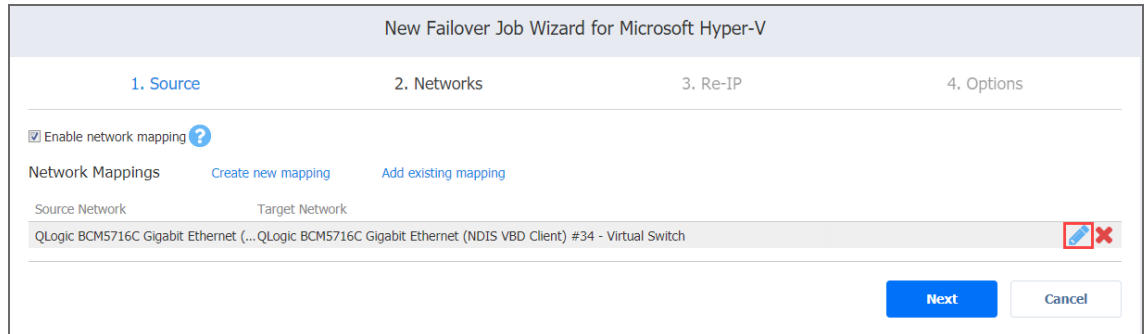 New Failover Job Wizard for Microsoft Hyper-V
1. Source 2. Networks 3. Re-IP 4. Options
Enable network mapping ?
Network Mappings Create new mapping Add existing mapping
Source Network Target Network
QLogic BCM5716C Gigabit Ethernet (... QLogic BCM5716C Gigabit Ethernet (NDIS VBD Client) #34 - Virtual Switch
Next Cancel